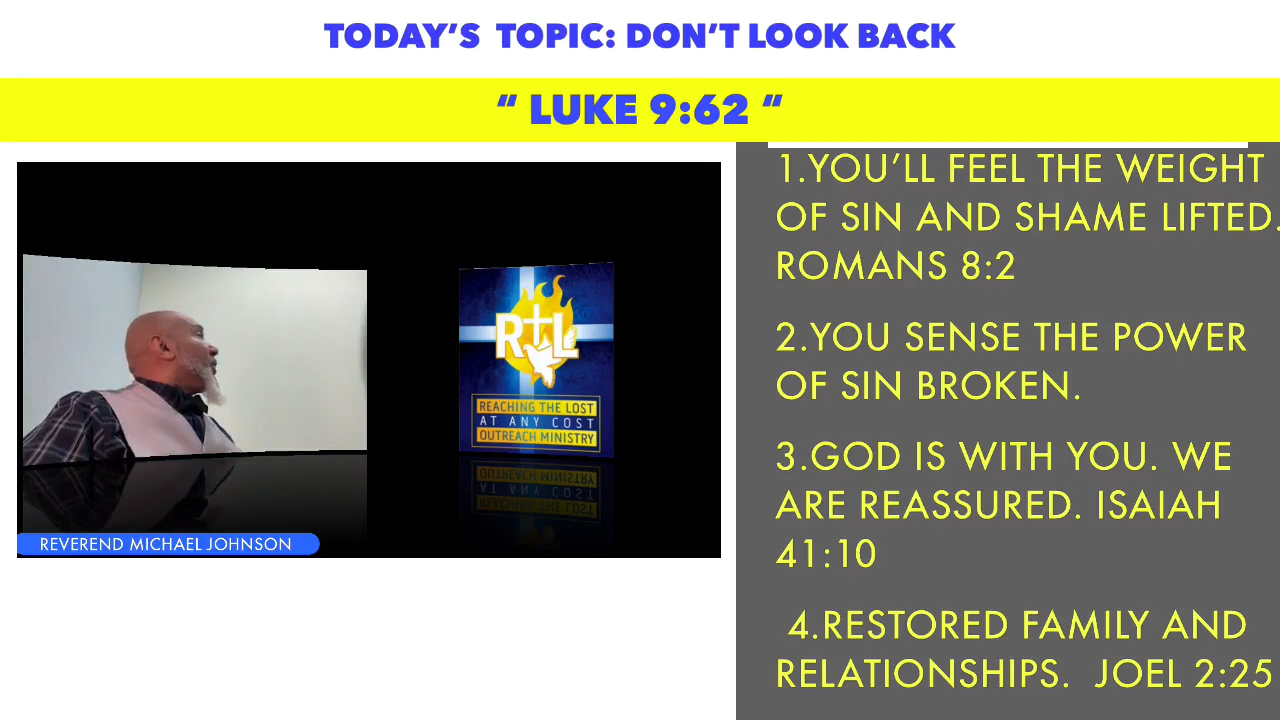 TODAY'S TOPIC: DON'T LOOK BACK
" LUKE 9:62 "
R+L
REACHING THE LOST
AT ANY COST
OUTREACH MINISTRY
REVEREND MICHAEL JOHNSON
1.YOU'LL FEEL THE WEIGHT
OF SIN AND SHAME LIFTED.
ROMANS 8:2
2.YOU SENSE THE POWER
OF SIN BROKEN.
3.GOD IS WITH YOU. WE
ARE REASSURED. ISAIAH
41:10
4.RESTORED FAMILY AND
RELATIONSHIPS. JOEL 2:25